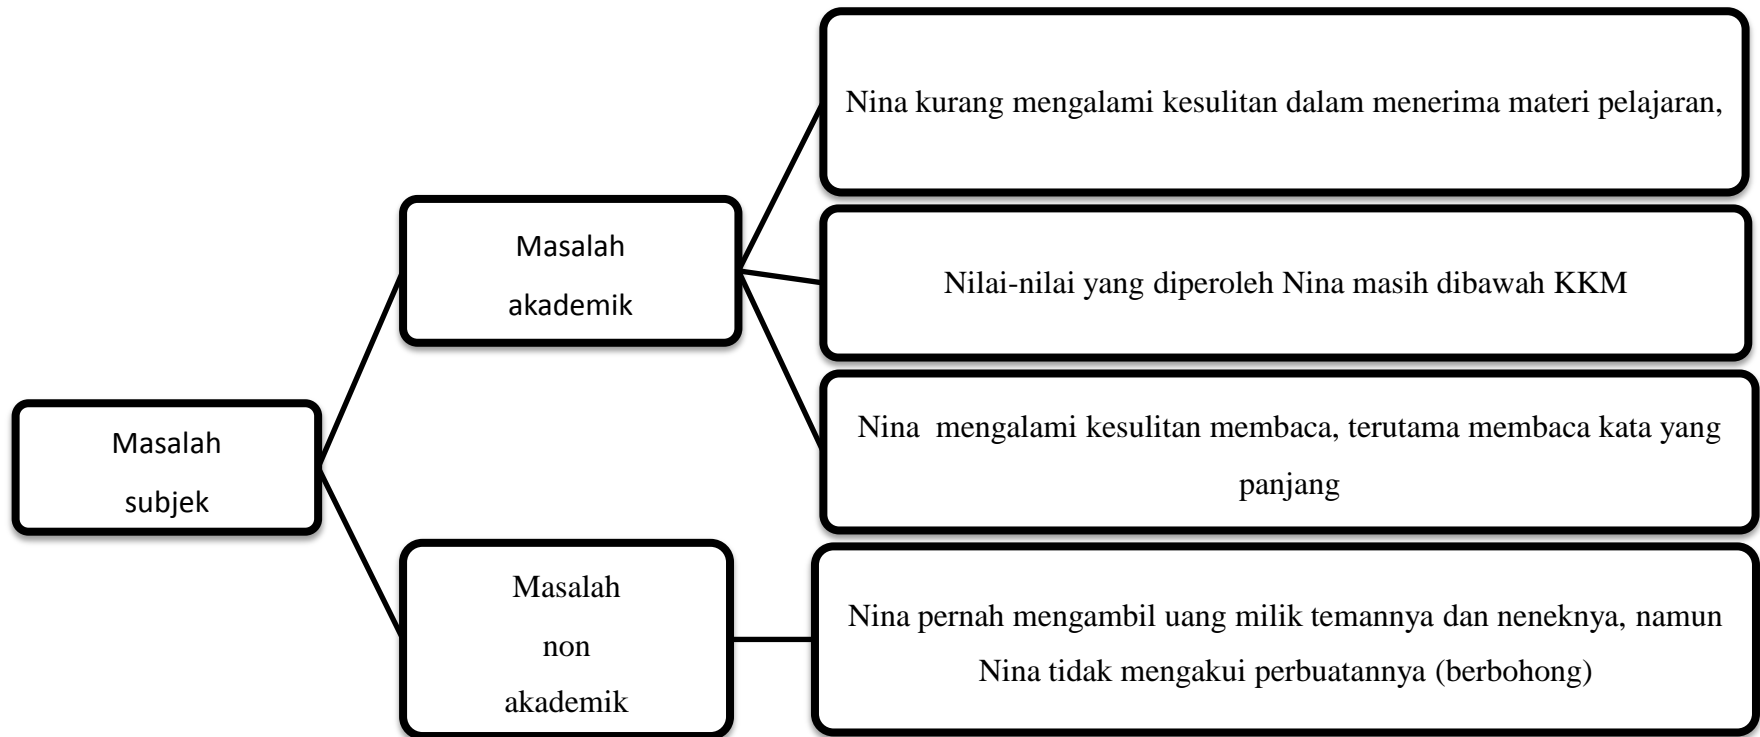 Nina kurang mengalami kesulitan dalam menerima materi pelajaran,
Masalah
akademik
Nilai-nilai yang diperoleh Nina masih dibawah KKM
Nina  mengalami kesulitan membaca, terutama membaca kata yang
panjang
Masalah
subjek
Masalah
non
akademik
Nina pernah mengambil uang milik temannya dan neneknya, namun
Nina tidak mengakui perbuatannya (berbohong)